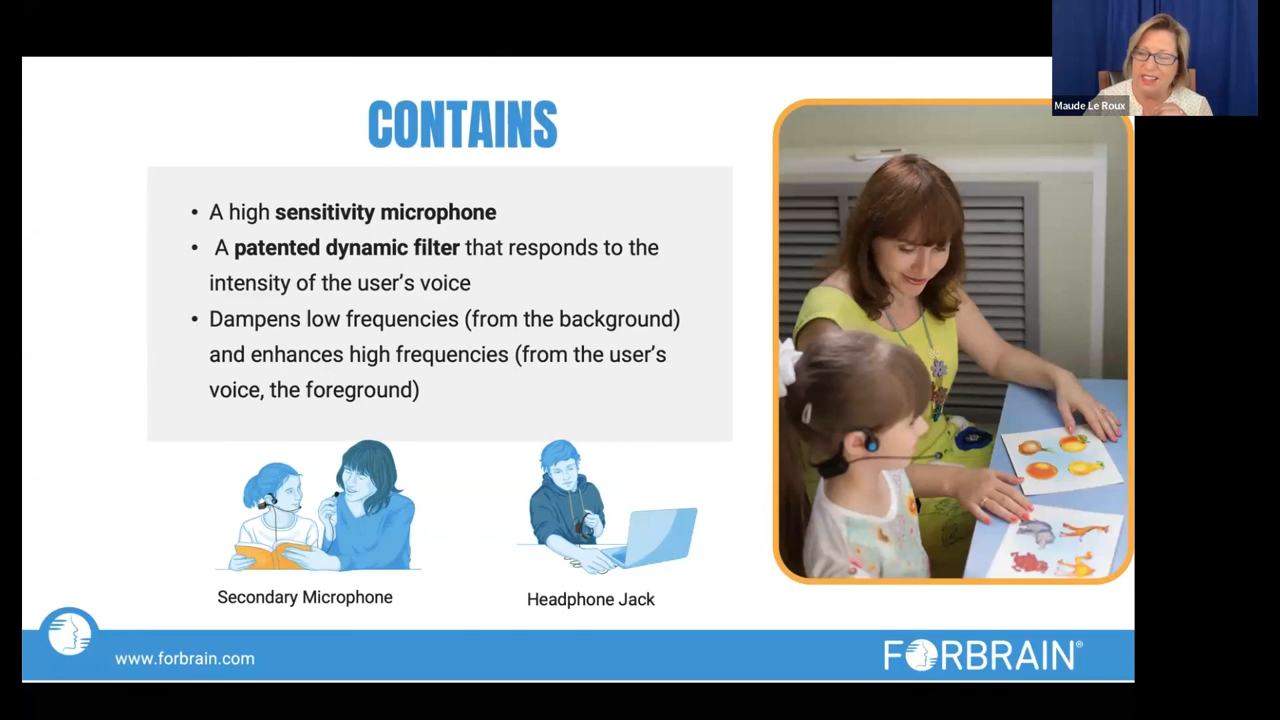 Maude Le Roux
CONTAINS
• A high sensitivity microphone
• A patented dynamic filter that responds to the
intensity of the user's voice
• Dampens low frequencies (from the background)
and enhances high frequencies (from the user's
voice, the foreground)
Secondary Microphone
Headphone Jack
www.forbrain.com
FORBRAIN®